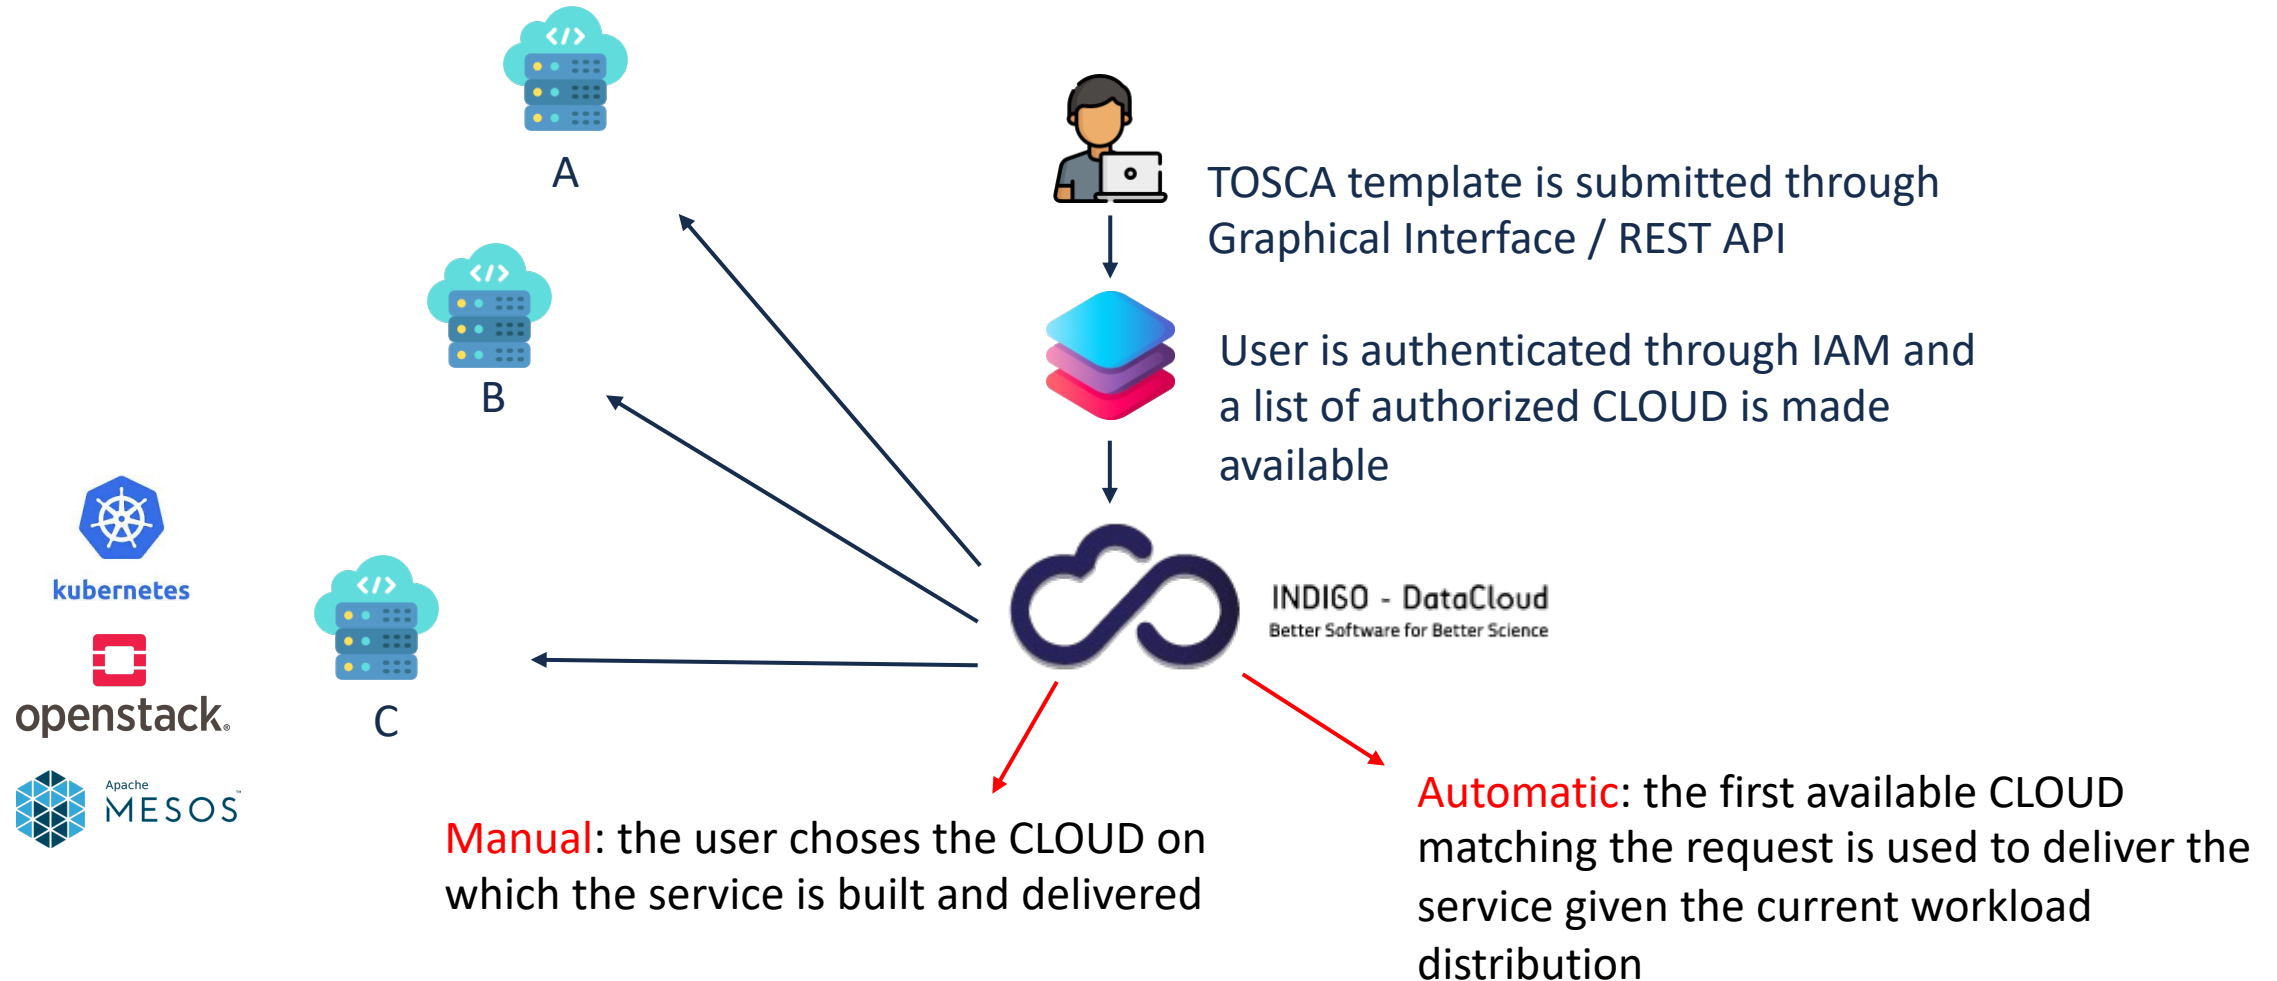 A
TOSCA template is submitted through
Graphical Interface / REST API
B
User is authenticated through IAM and
a list of authorized CLOUD is made
available
kubernetes
openstack.
C
Apache
MESOS™
INDIGO - DataCloud
Better Software for Better Science
Manual: the user choses the CLOUD on
which the service is built and delivered
Automatic: the first available CLOUD
matching the request is used to deliver the
service given the current workload
distribution